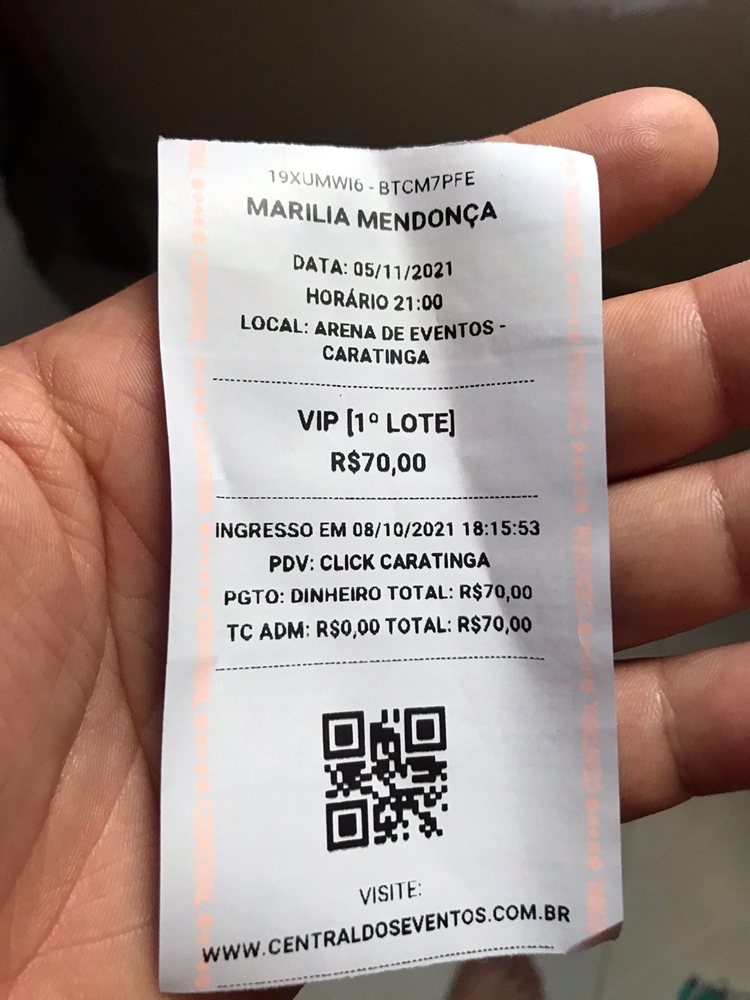 19XUMWI6 - BTCM7PFE
MARILIA MENDONÇA
DATA: 05/11/2021
HORÁRIO 21:00
LOCAL: ARENA DE EVENTOS -
CARATINGA
VIP [1º LOTE]
R$70,00
INGRESSO EM 08/10/2021 18:15:53
PDV: CLICK CARATINGA
PGTO: DINHEIRO TOTAL: R$70,00
TC ADM: R$0,00 TOTAL: R$70,00
VISITE:
WWW.CENTRALDOSEVENTOS.COM.BR